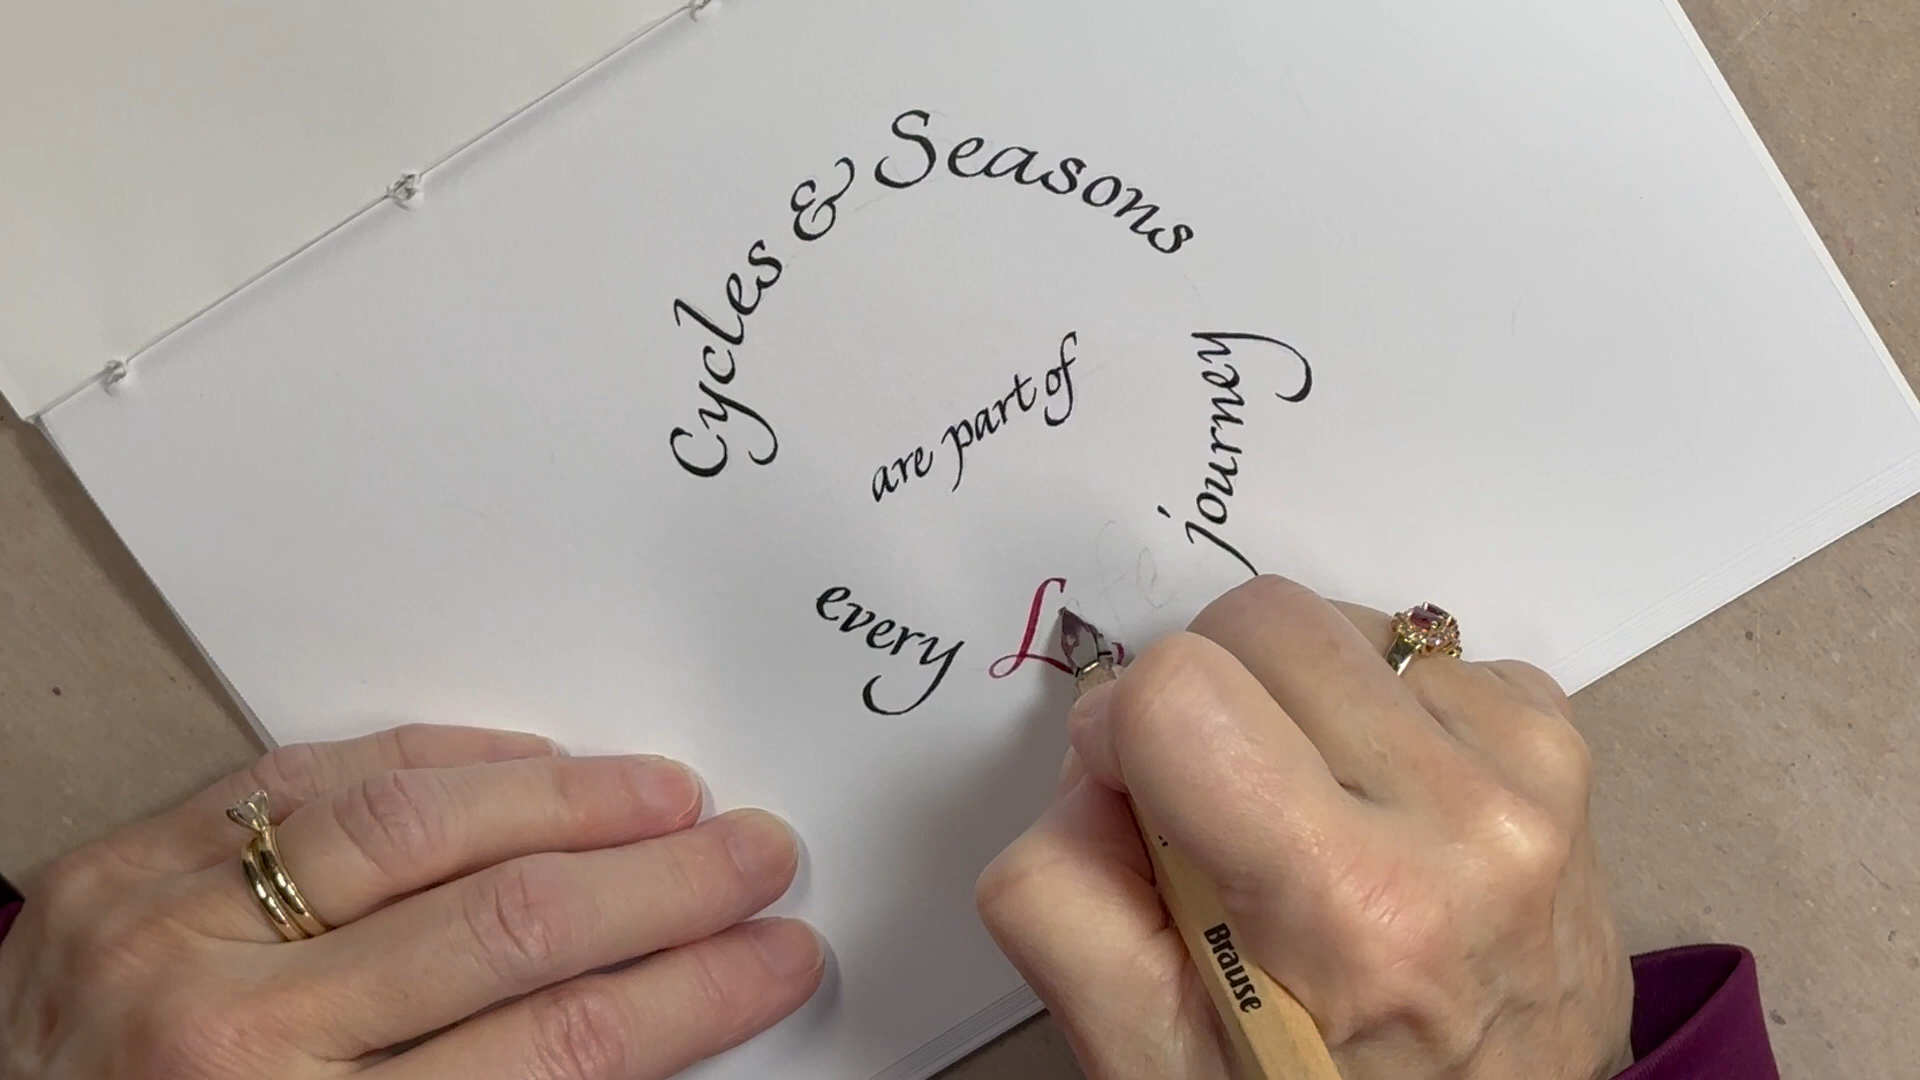 Cycles & Seasons
are part of
every L
journey
Brause